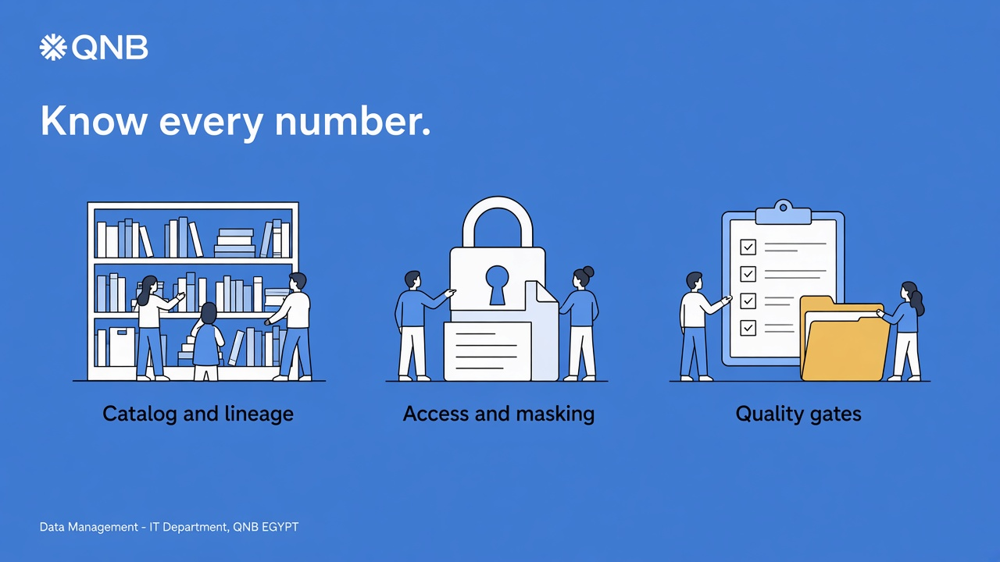 QNB
Know every number.
Catalog and lineage
Access and masking
Quality gates
Data Management - IT Department, QNB EGYPT